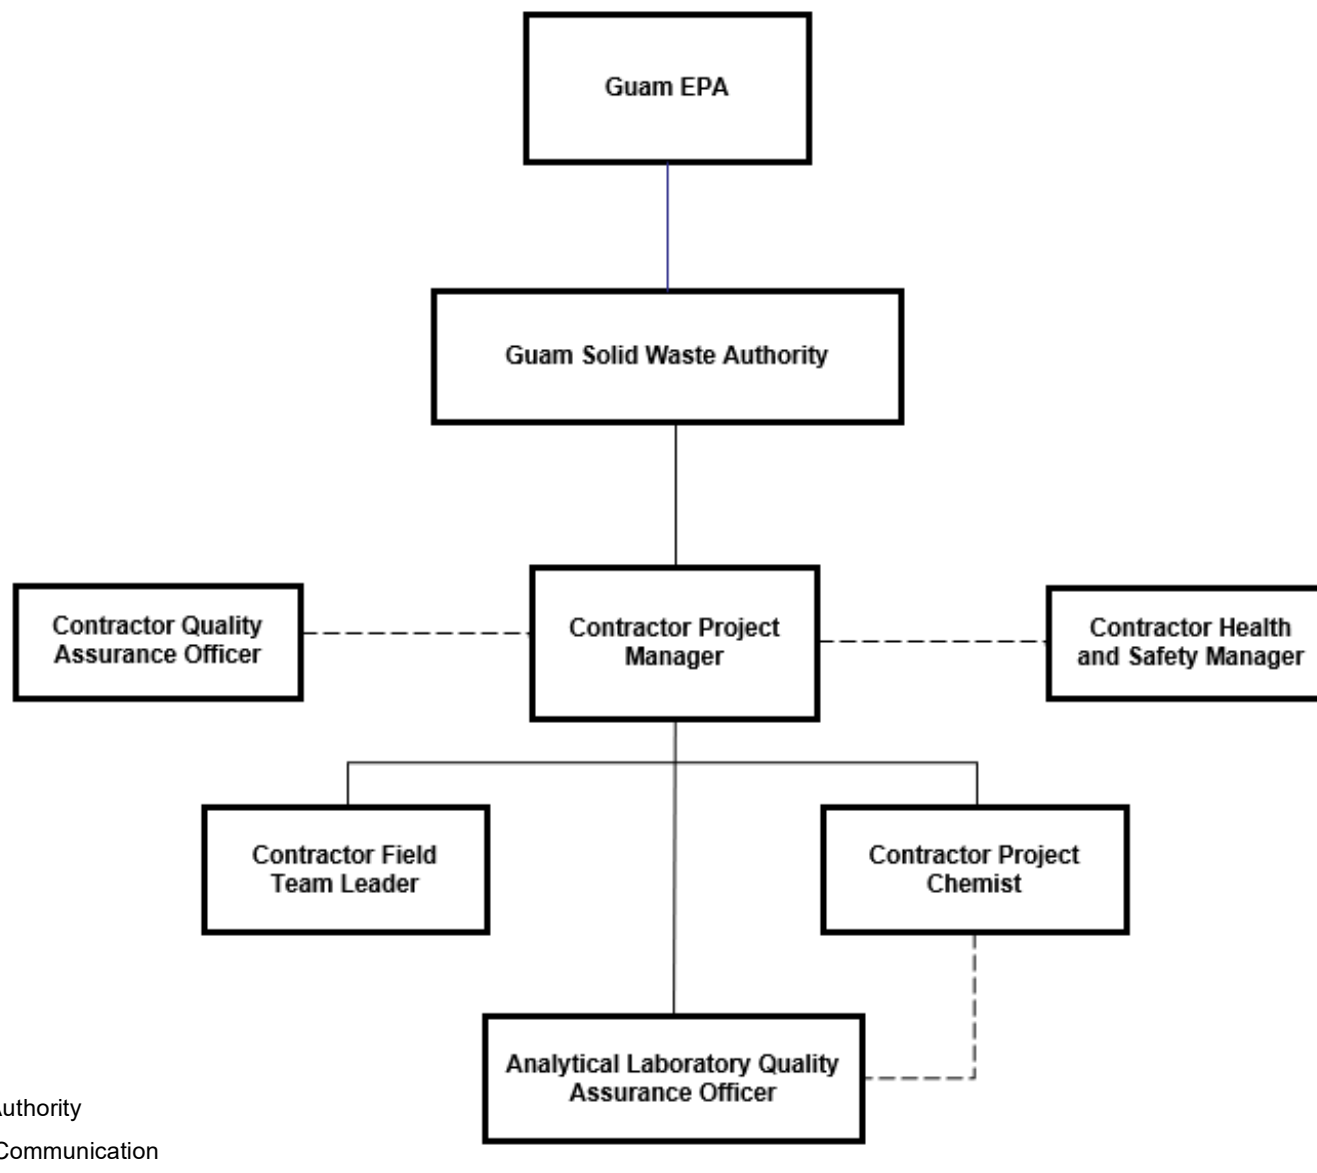 Guam EPA
Guam Solid Waste Authority
Contractor Quality
Assurance Officer
Contractor Project
Manager
Contractor Health
and Safety Manager
Contractor Field
Team Leader
Contractor Project
Chemist
Analytical Laboratory Quality
Assurance Officer
Communication